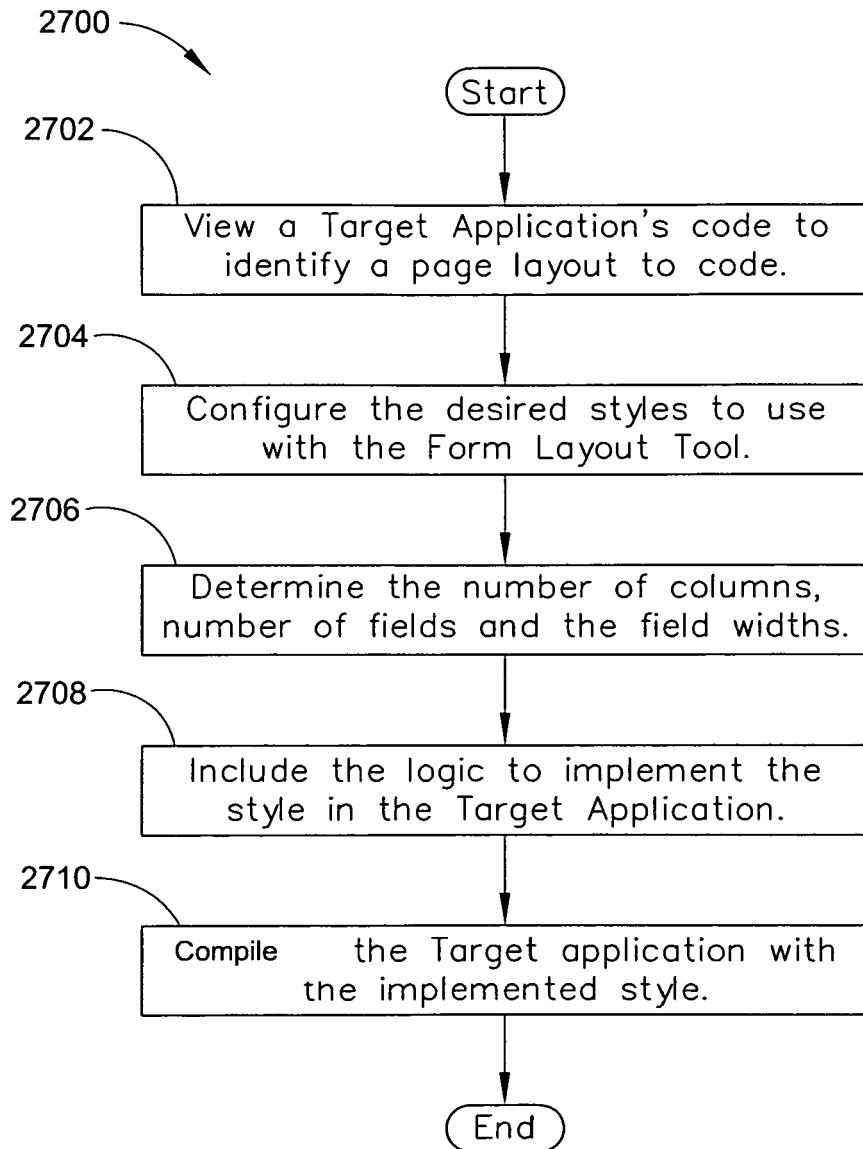 2700
Start
2702
View a Target Application's code to
identify a page layout to code.
2704
Configure the desired styles to use
with the Form Layout Tool.
2706
Determine the number of columns,
number of fields and the field widths.
2708
Include the logic to implement the
style in the Target Application.
2710
Compile the Target application with
the implemented style.
End